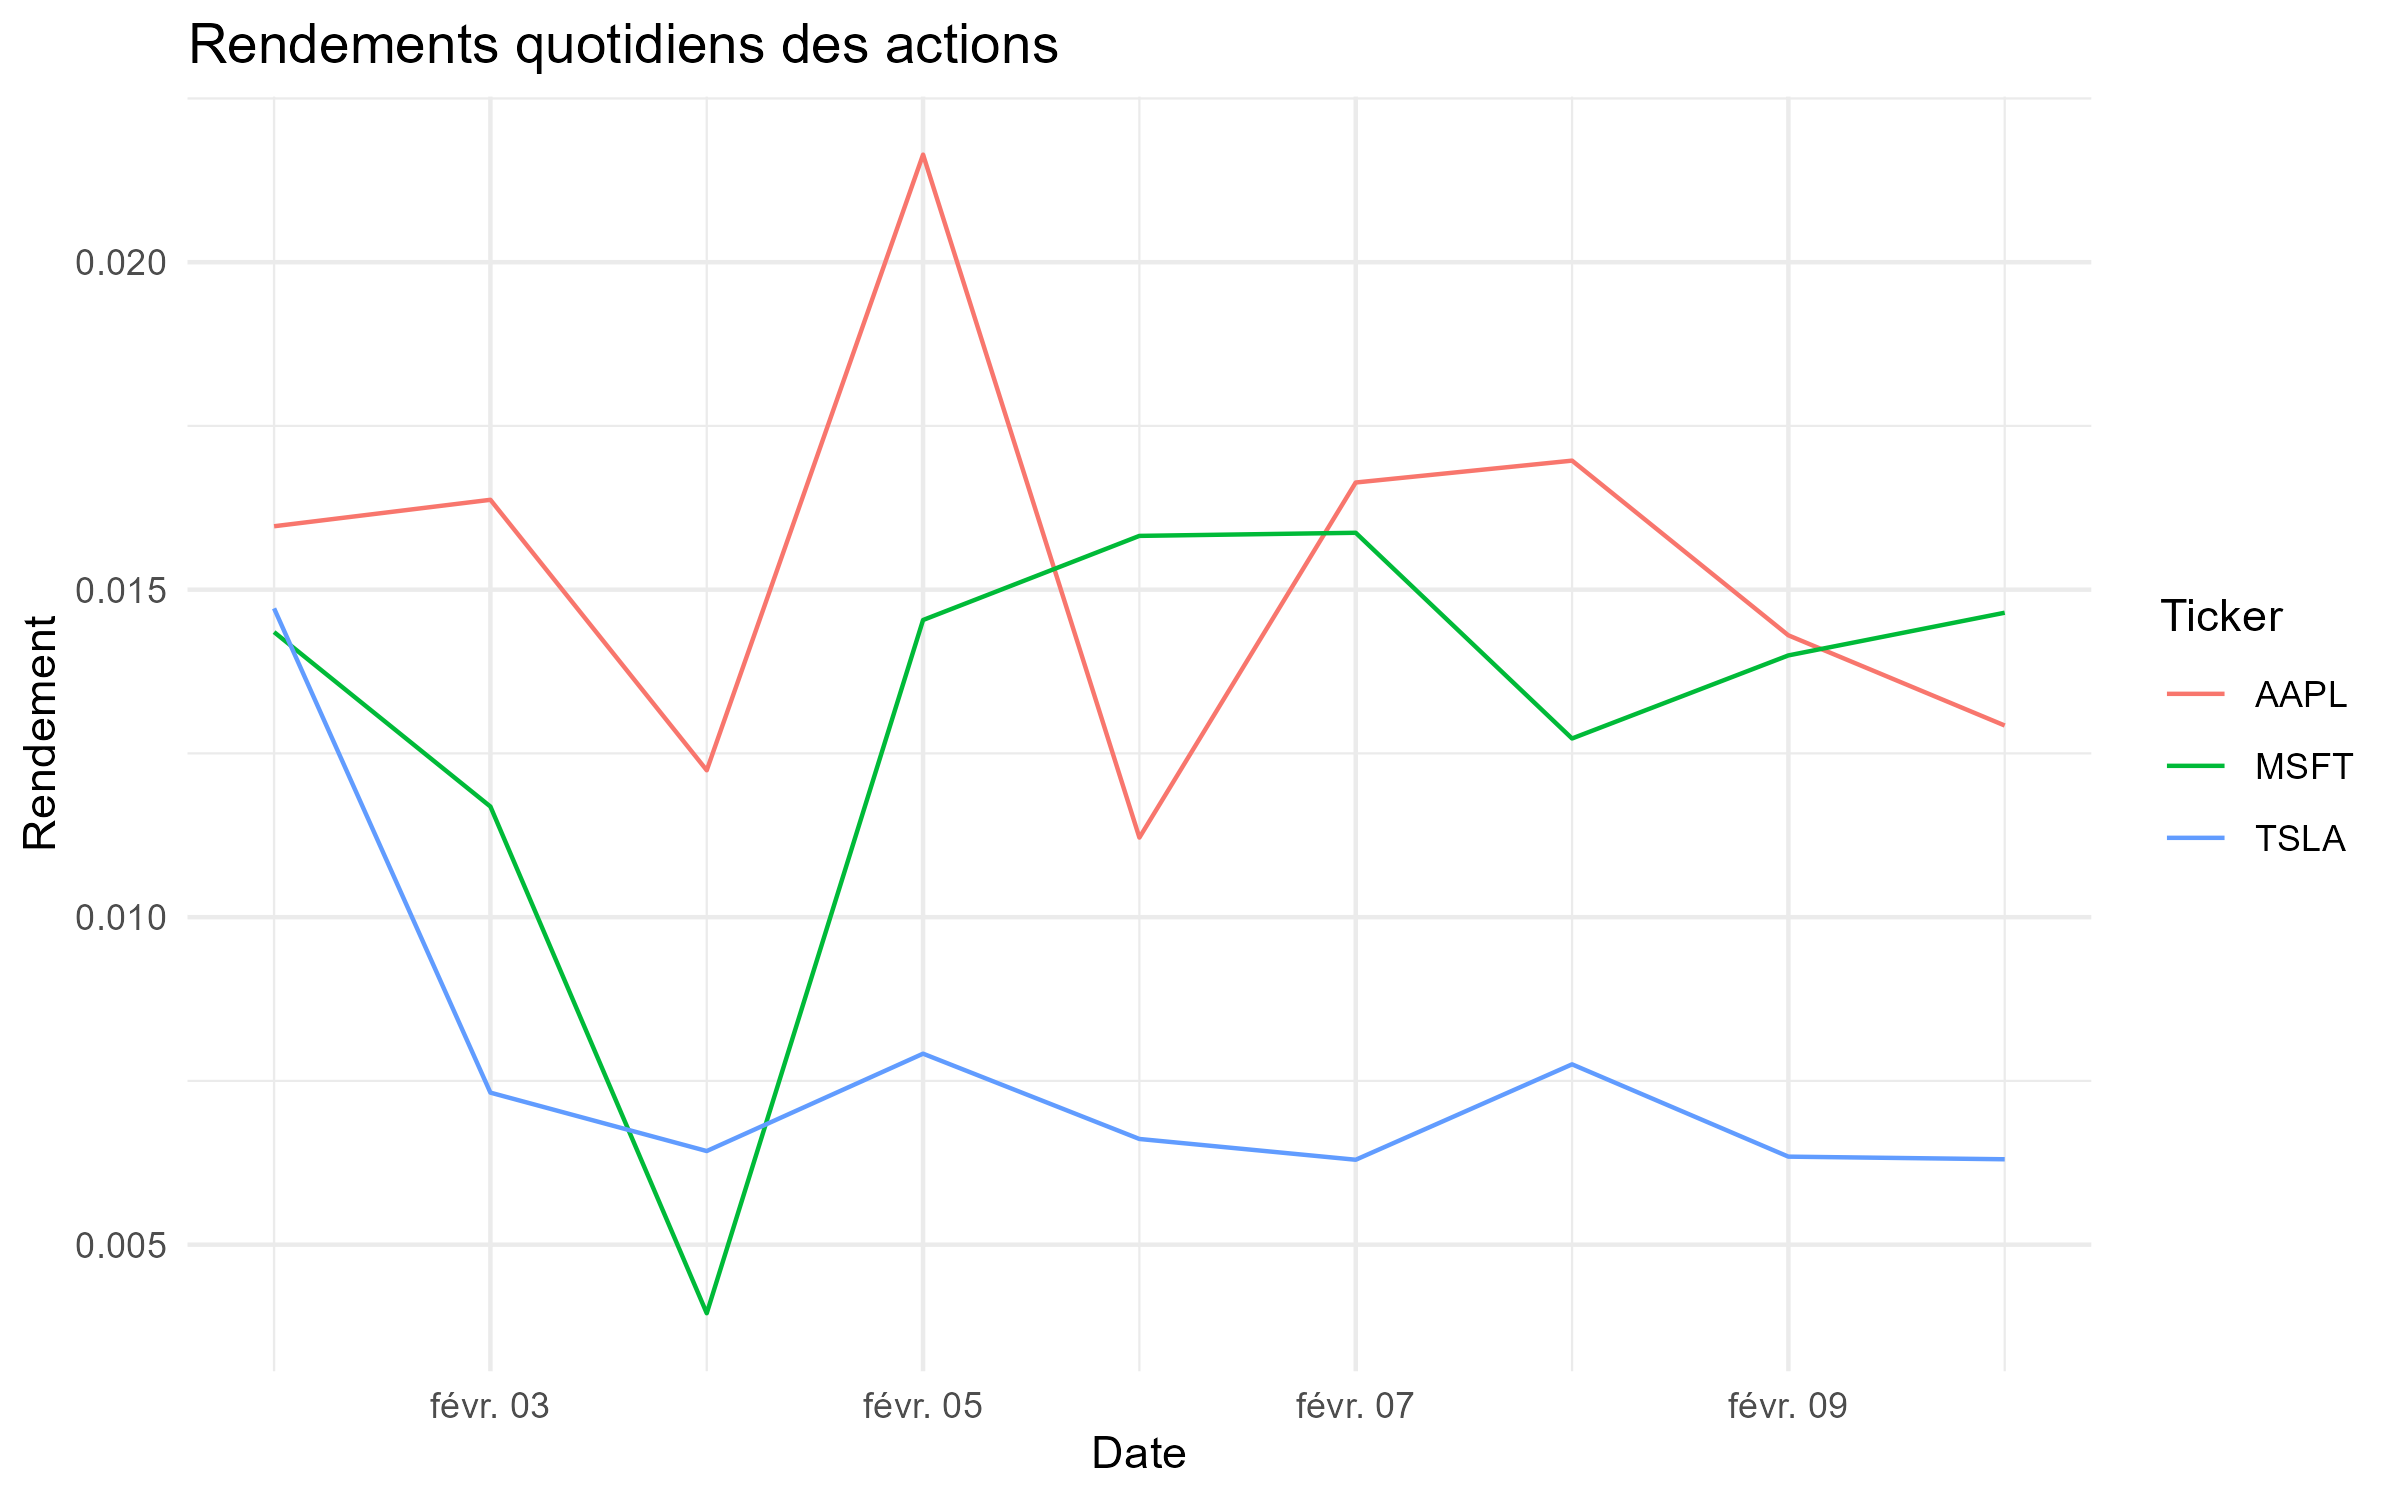 Rendements quotidiens des actions
0.020
0.015
0.010
0.005
Rendement
févr. 03
févr. 05
févr. 07
févr. 09
Date
Ticker
AAPL
MSFT
TSLA